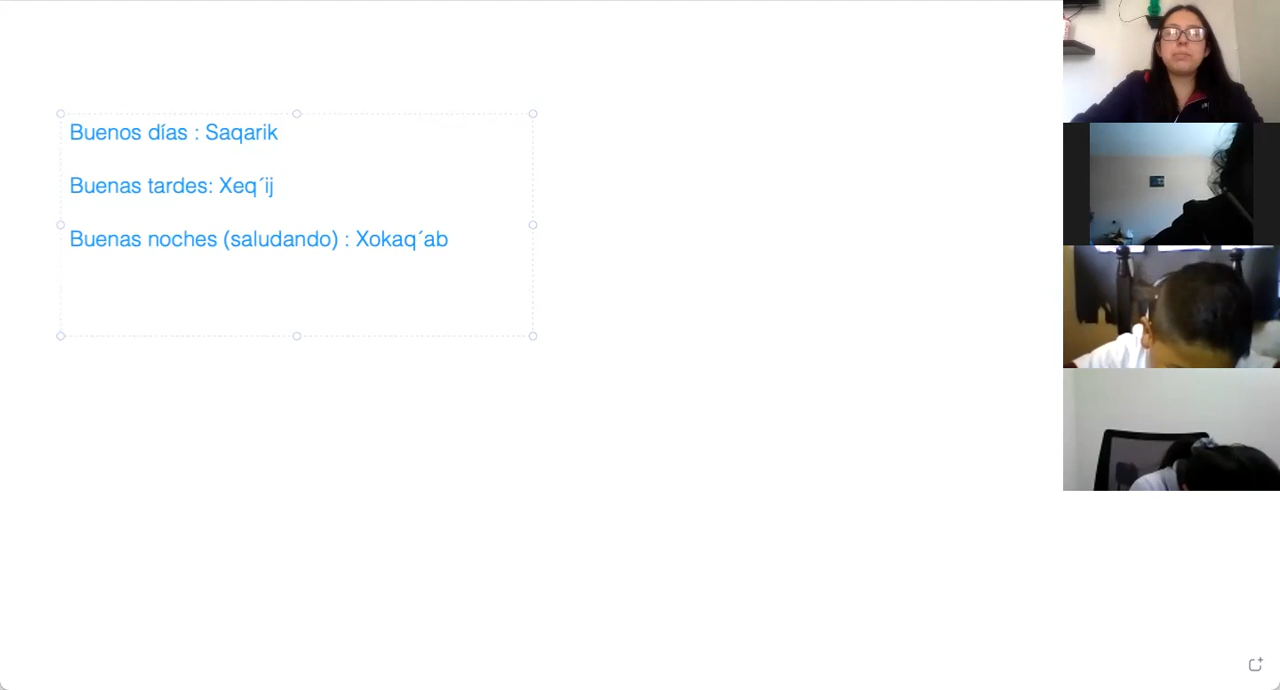 Buenos días : Saqarik
Buenas tardes: Xeq´ij
Buenas noches (saludando) : Xokaq´ab